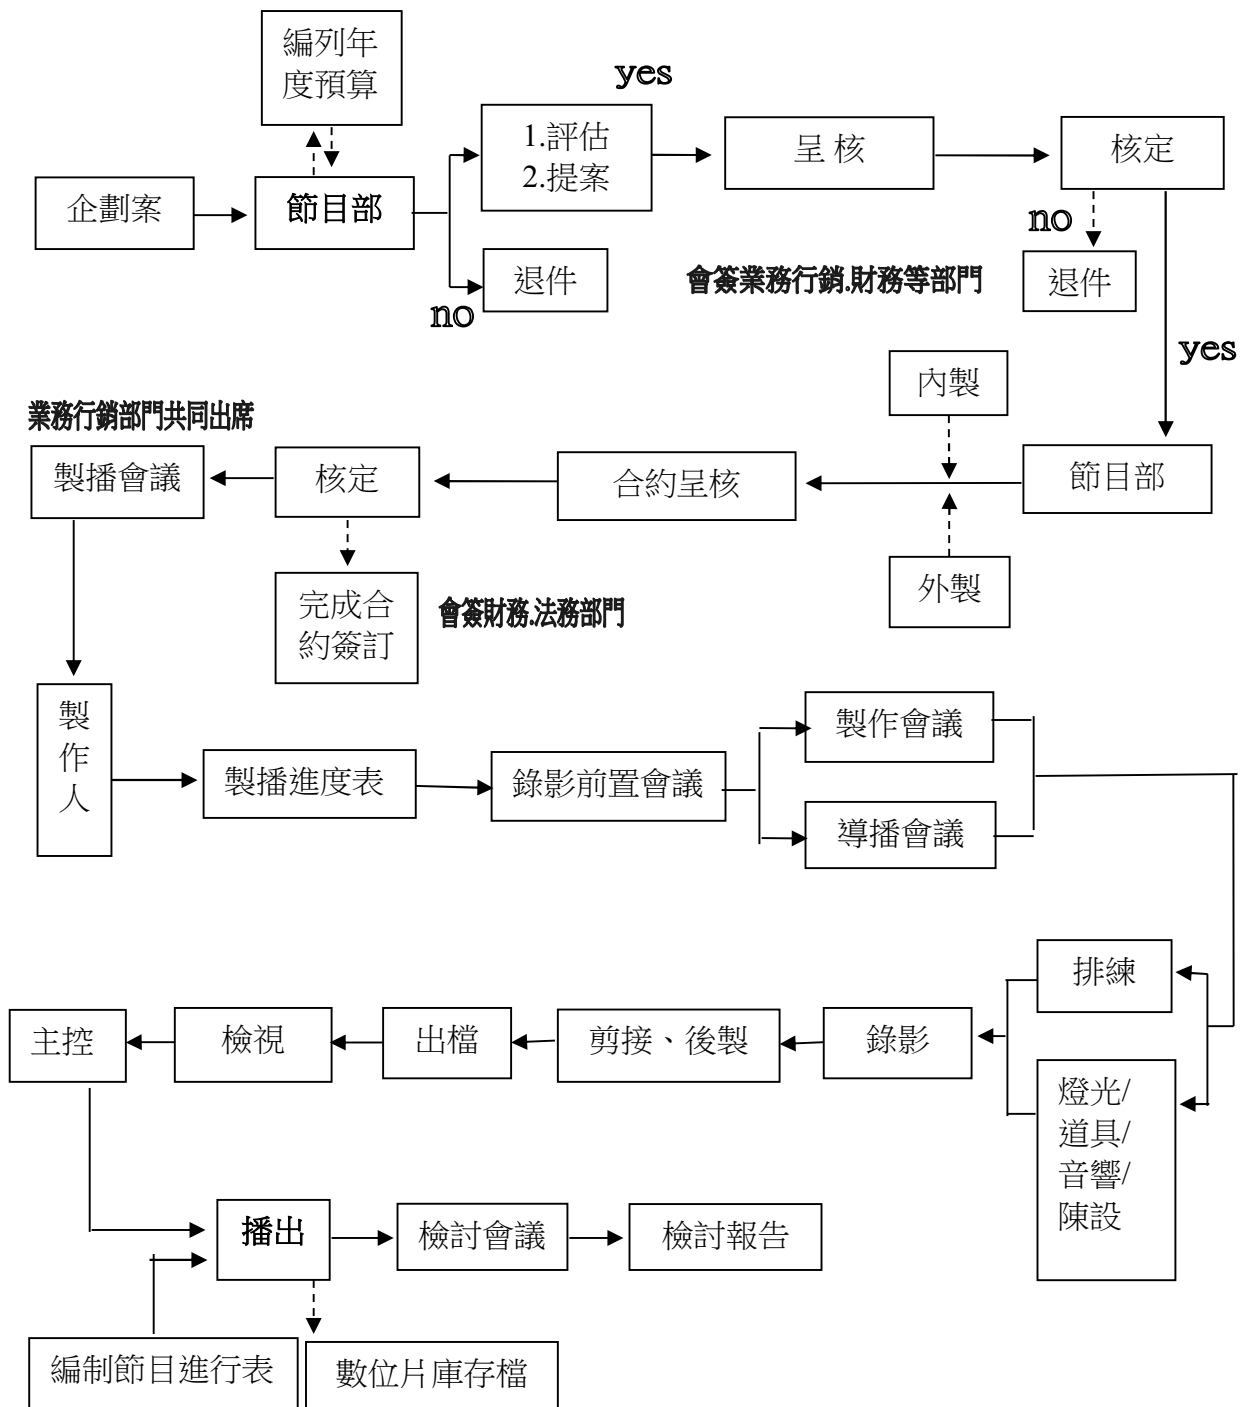 編列年
度預算
yes
1.評估
2.提案
呈 核
核定
企劃案
節目部
no
退件
會簽業務行銷.財務等部門
退件
no
yes
內製
業務行銷部門共同出席
製播會議
核定
合約呈核
節目部
外製
完成合
約簽訂
會簽財務.法務部門
製
作
人
製播進度表
錄影前置會議
製作會議
導播會議
排練
主控
檢視
出檔
剪接、後製
錄影
燈光/
道具/
音響/
陳設
播出
檢討會議
檢討報告
編制節目進行表
數位片庫存檔